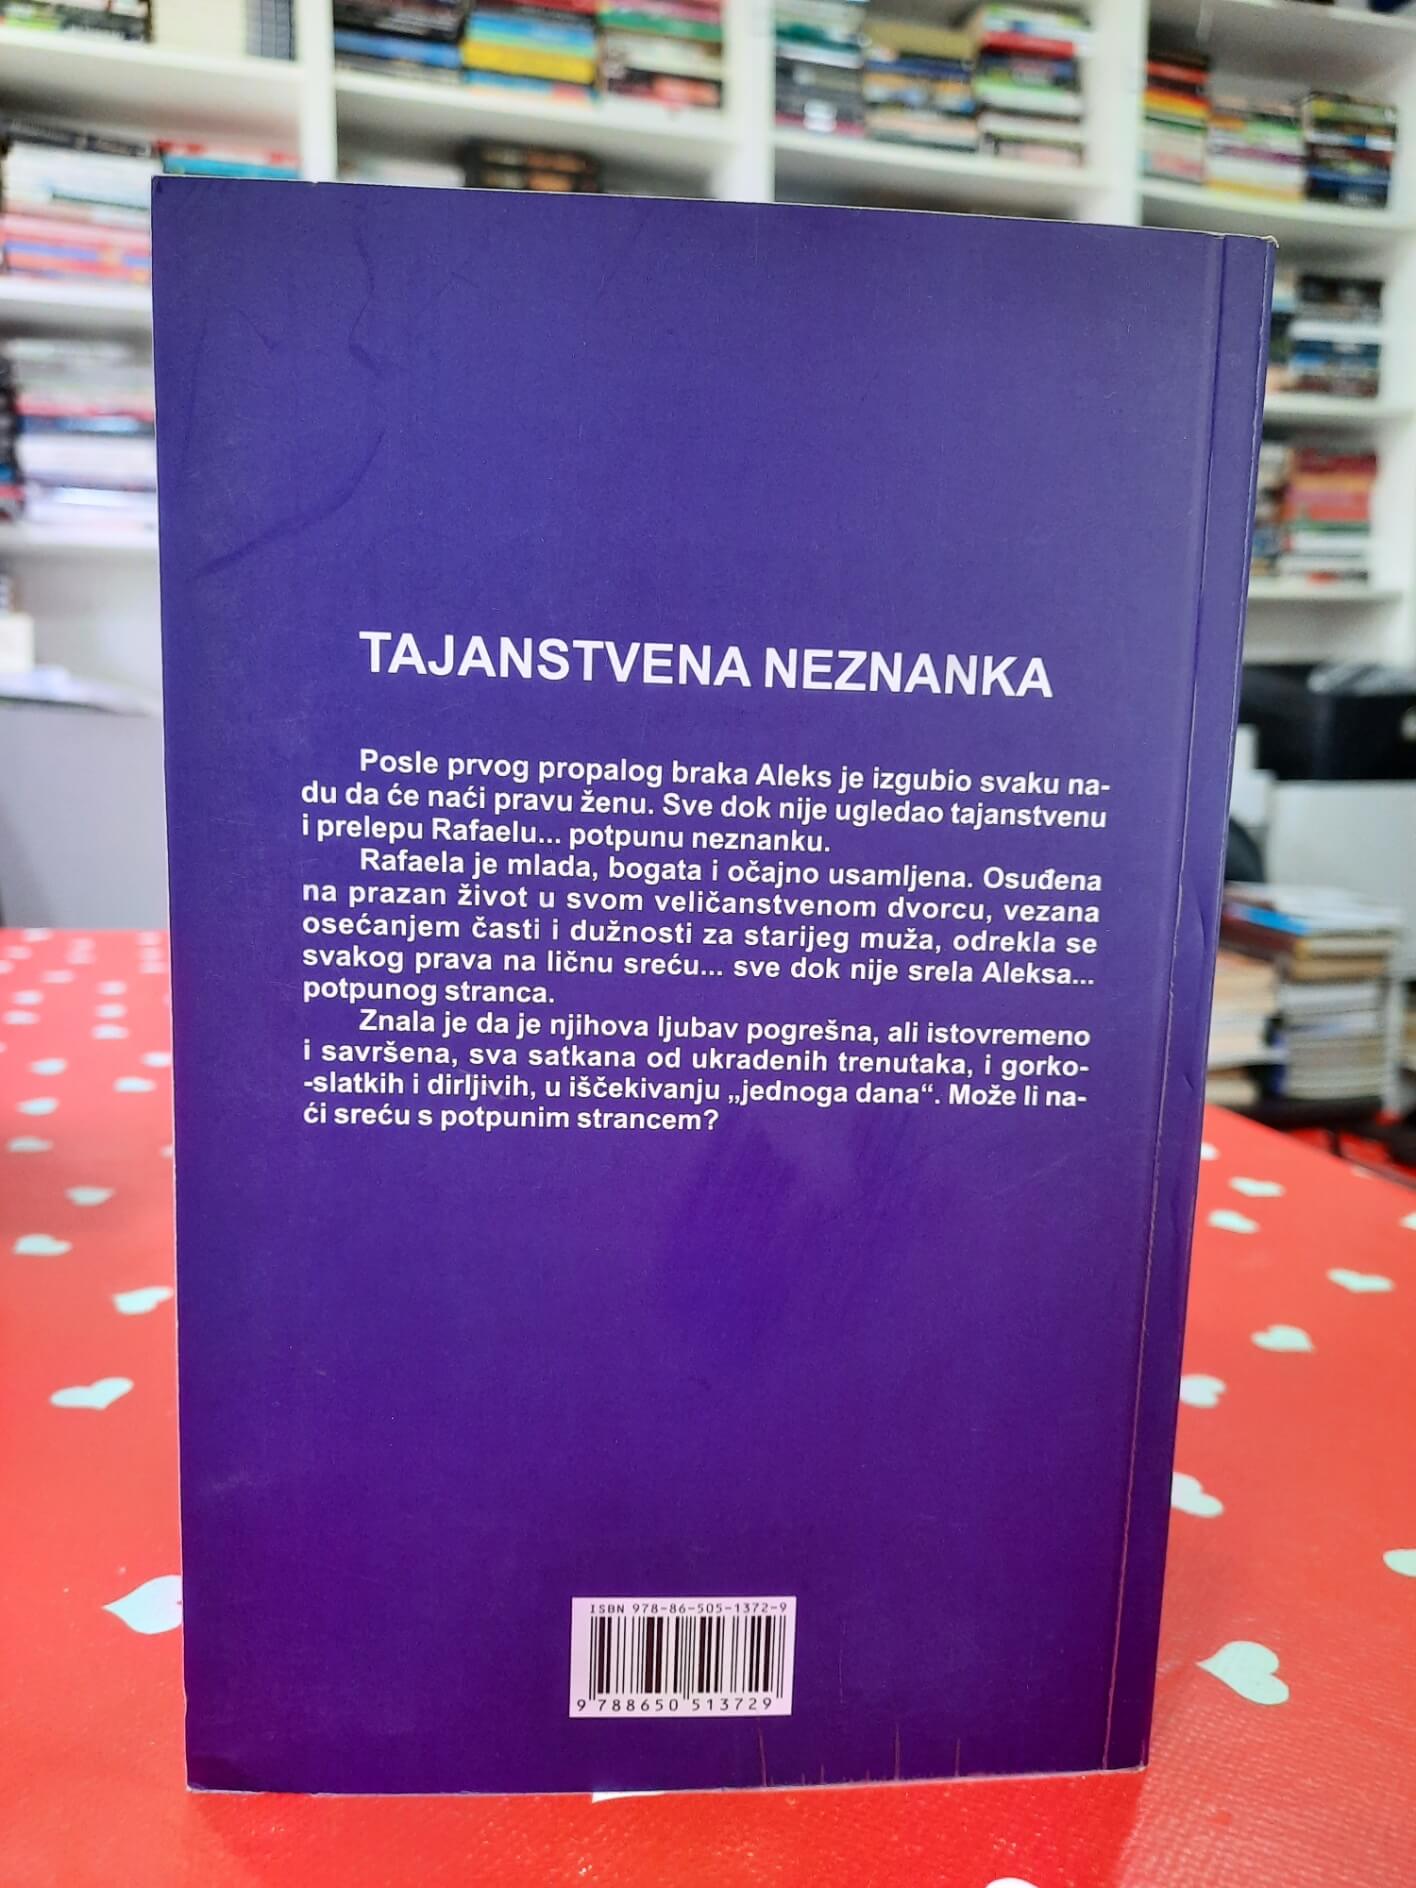 TAJANSTVENA NEZNANKA
Posle prvog propalog braka Aleks je izgubio svaku na-
du da će naći pravu ženu. Sve dok nije ugledao tajanstvenu
i prelepu Rafaelu... potpunu neznanku.
Rafaela je mlada, bogata i očajno usamljena. Osuđena
na prazan život u svom veličanstvenom dvorcu, vezana
osećanjem časti i dužnosti za starijeg muža, odrekla se
svakog prava na ličnu sreću... sve dok nije srela Aleksa...
potpunog stranca.
Znala je da je njihova ljubav pogrešna, ali istovremeno
i savršena, sva satkana od ukradenih trenutaka, i gorko-
-slatkih i dirljivih, u iščekivanju „jednoga dana“. Može li na-
ći sreću s potpunim strancem?
ISBN 978-86-505-1372-9
9 788650 513729